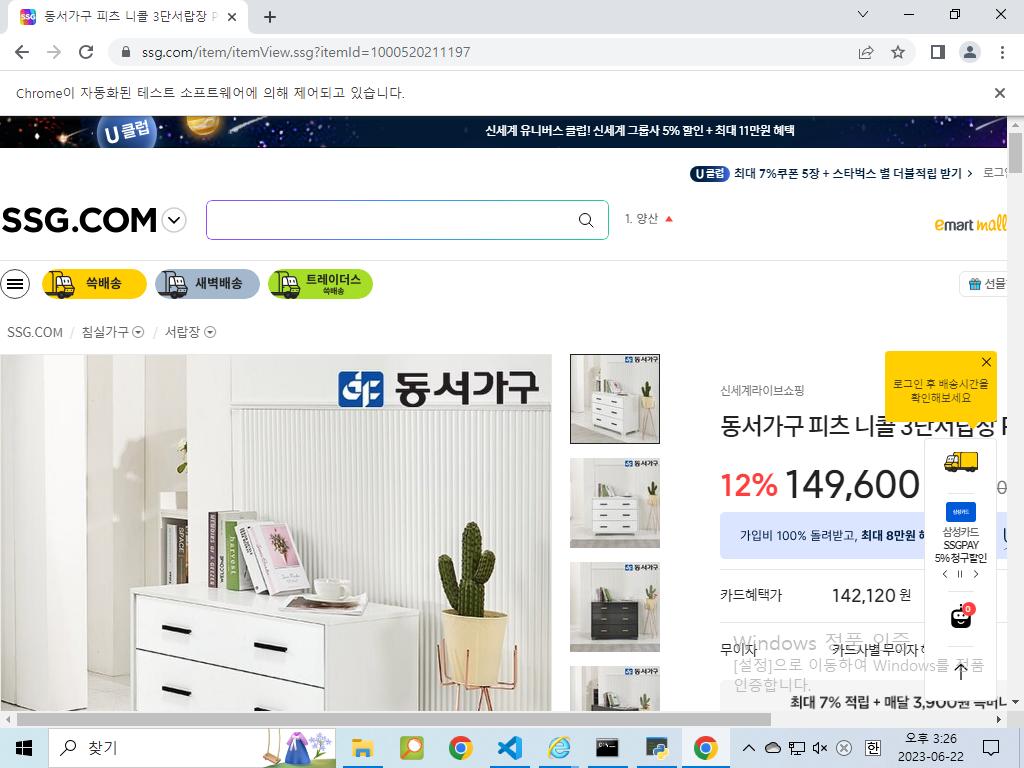 동서가구 피츠 니콜 3단서랍장 P
ssg.com/item/itemView.ssg?itemId=1000520211197
Chrome이 자동화된 테스트 소프트웨어에 의해 제어되고 있습니다.
U클럽 신세계 유니버스 클럽! 신세계 그룹사 5% 할인 + 최대 11만원 혜택
U클럽 최대 7%쿠폰 5장 + 스타벅스 별 더블적립 받기 > 로그인
SSG.COM
1. 양산
emart mall
쓱배송 새벽배송 트레이더스 쓱배송
선물
SSG.COM / 침실가구 / 서랍장
동서가구
로그인 후 배송시간을
확인해보세요
신세계라이브쇼핑
동서가구 피츠 니콜 3단서랍장 P
12% 149,600
가입비 100% 돌려받고, 최대 8만원
삼성카드
SSGPAY
5% 청구할인
카드혜택가 142,120 원
0
무이자 카드사별 무이자
최대 7% 적립 + 매달 3,900원
Windows 정품 인증
[설정]으로 이동하여 Windows를 정품
인증합니다.
찾기
오후 3:26
2023-06-22